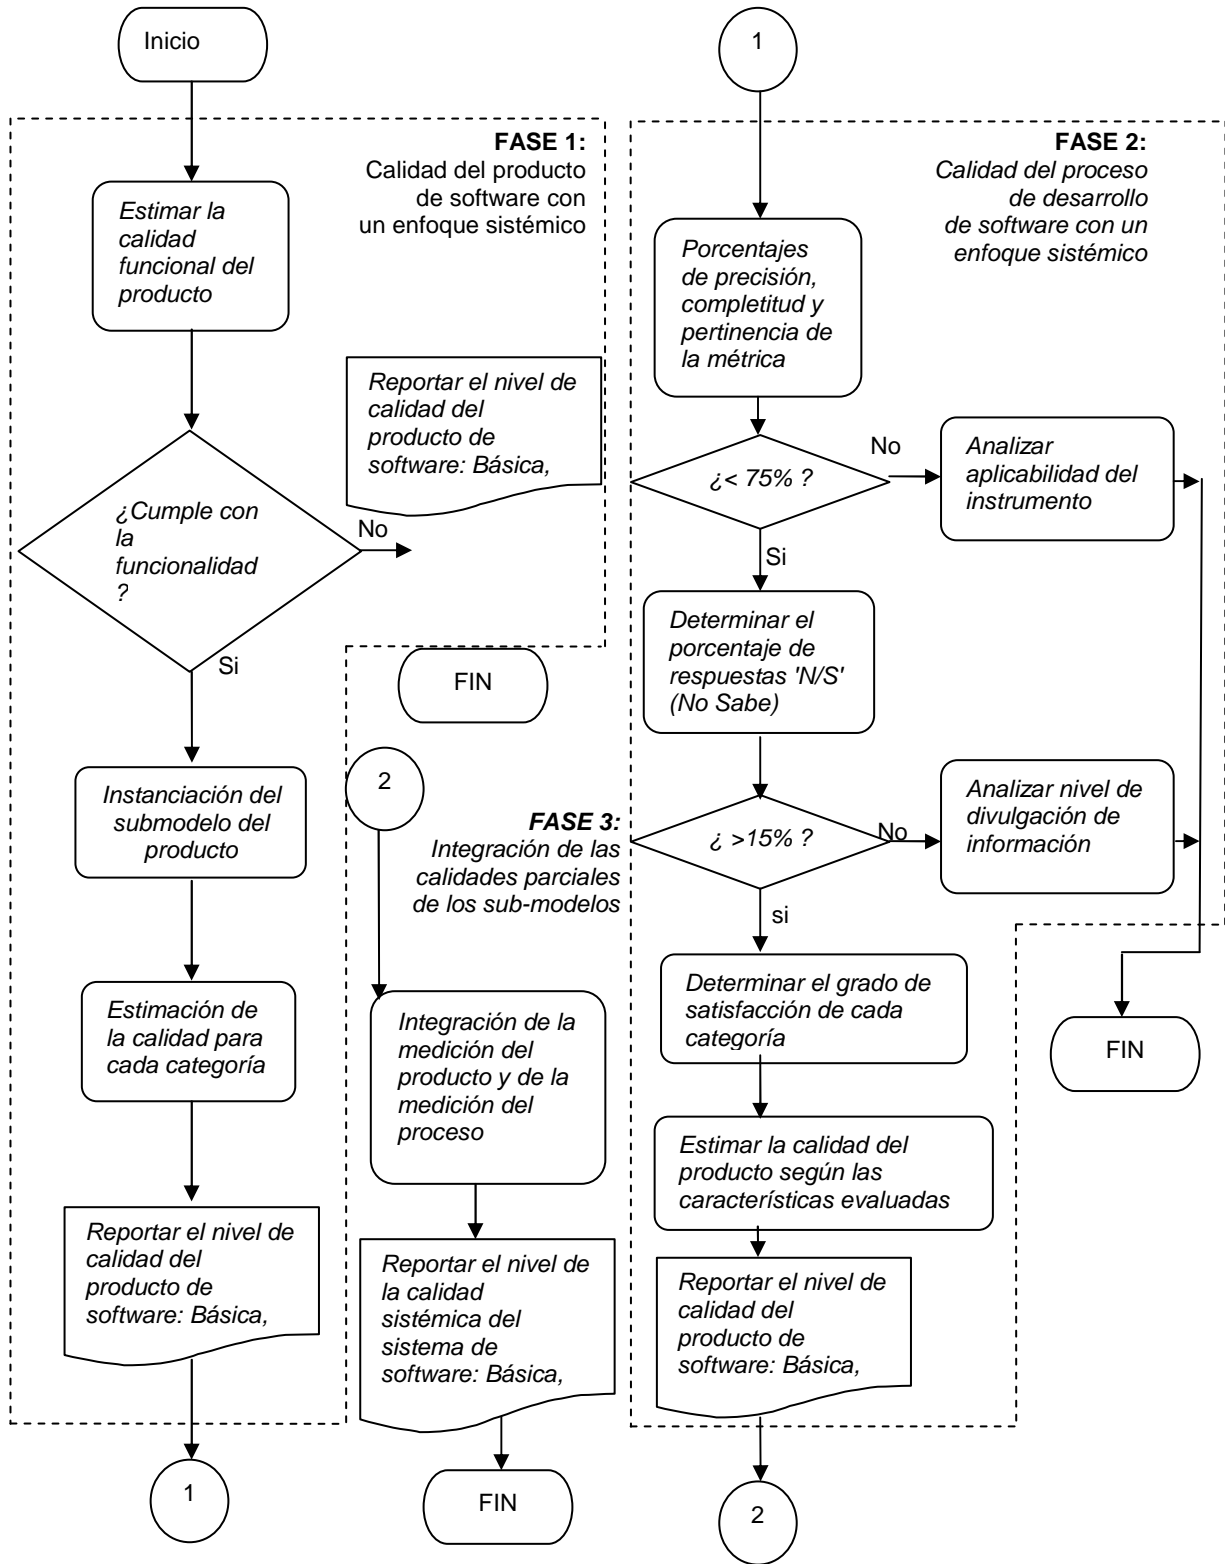 Inicio
FASE 1:
Calidad del producto
de software con
un enfoque sistémico
Estimar la
calidad
funcional del
producto
Reportar el nivel de
calidad del
producto de
software: Básica,
¿Cumple con
la
funcionalidad
?
No
Si
FIN
Instanciación del
submodelo del
producto
Estimación de
la calidad para
cada categoría
Reportar el nivel de
calidad del
producto de
software: Básica,
1
2
FASE 3:
Integración de las
calidades parciales
de los sub-modelos
Integración de la
medición del
producto y de la
medición del
proceso
Reportar el nivel de
la calidad
sistémica del
sistema de
software: Básica,
FIN
1
FASE 2:
Calidad del proceso
de desarrollo
de software con un
enfoque sistémico
Porcentajes
de precisión,
completitud y
pertinencia de
la métrica
¿< 75% ?
No
Analizar
aplicabilidad del
instrumento
Si
Determinar el
porcentaje de
respuestas 'N/S'
(No Sabe)
¿ >15% ?
No
Analizar nivel de
divulgación de
información
si
Determinar el grado de
satisfacción de cada
categoría
FIN
Estimar la calidad del
producto según las
características evaluadas
Reportar el nivel de
calidad del
producto de
software: Básica,
2